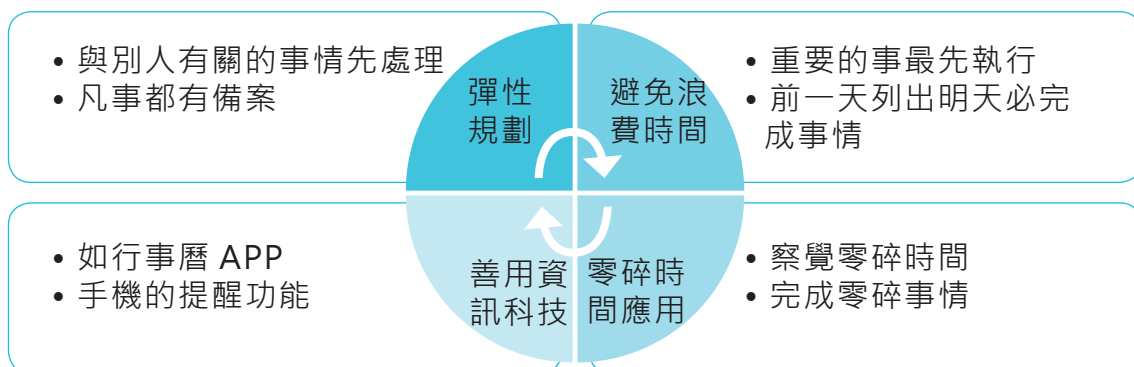 • 與別人有關的事情先處理
• 凡事都有備案
彈性
規劃
避免浪
費時間
• 重要的事最先執行
• 前一天列出明天必完
成事情
• 如行事曆 APP
• 手機的提醒功能
善用資
訊科技
零碎時
間應用
• 察覺零碎時間
• 完成零碎事情